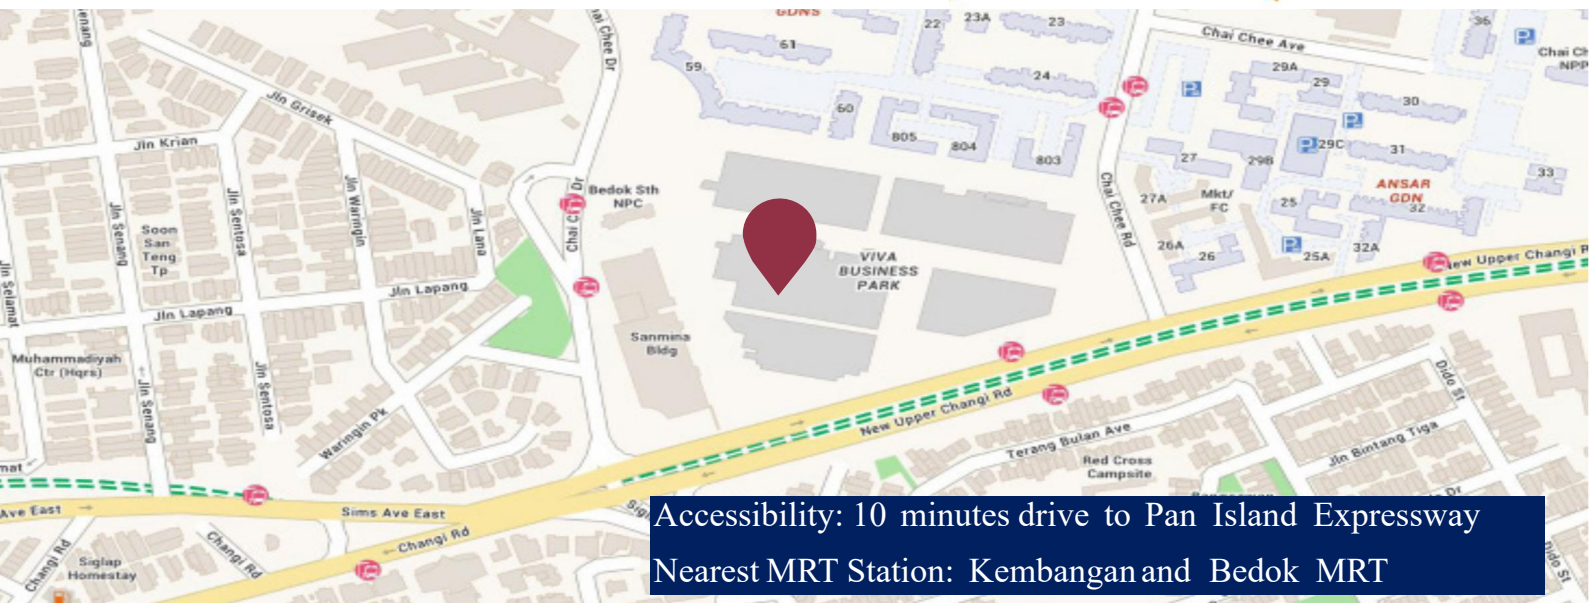 GDNS
22
23A
23
36
Jln Senang
Chai Chee Dr
61
Chai Chee Ave
59
24
29A
29
30
Jln Grisek
60
805
804
803
Jln Krian
27
29B
29C
31
33
ANSAR
GDN
32
Bedok Sth
NPC
Chai Chee Rd
27A
Mkt/
FC
25
Jln Waringin
Jln Lana
Jln Sentosa
Jln Senang
Soon
San
Teng
Tp
26A
26
25A
32A
New Upper Changi R
VIVA
BUSINESS
PARK
Jln Selamat
Jln Lapang
Jln Lapang
Sanmina
Bldg
Muhammadiyah
Ctr (Hqrs)
Jln Senang
Jln Sentosa
Dido St
New Upper Changi Rd
Waringin Pk
Terang Bulan Ave
Jln Bintang Tiga
Red Cross
Campsite
mat
Ave East
Sims Ave East
Changi Rd
Changi Rd
Changi Rd
Siglap
Homestay
Dido St
Accessibility: 10 minutes drive to Pan Island Expressway
Nearest MRT Station: Kembangan and Bedok MRT